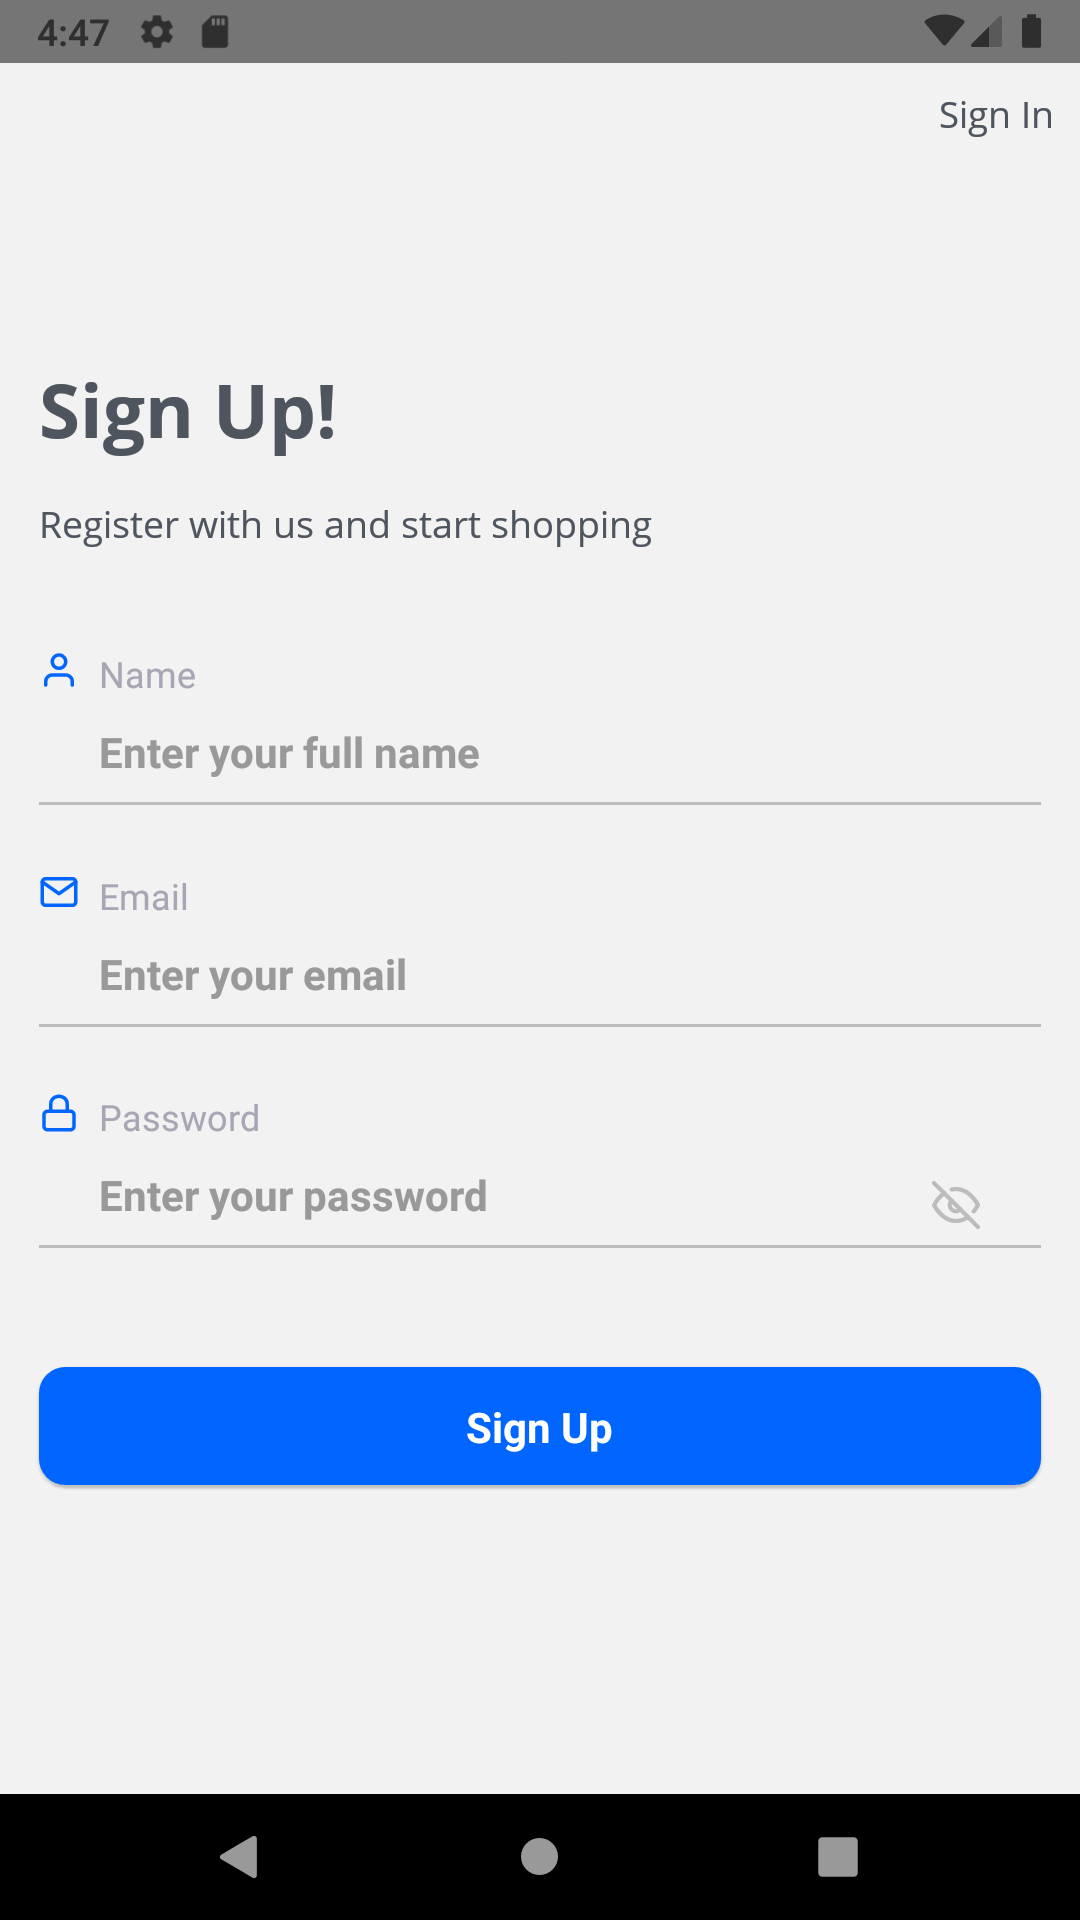 4:47
Sign In
Sign Up!
Register with us and start shopping
Name
Enter your full name
Email
Enter your email
Password
Enter your password
Sign Up